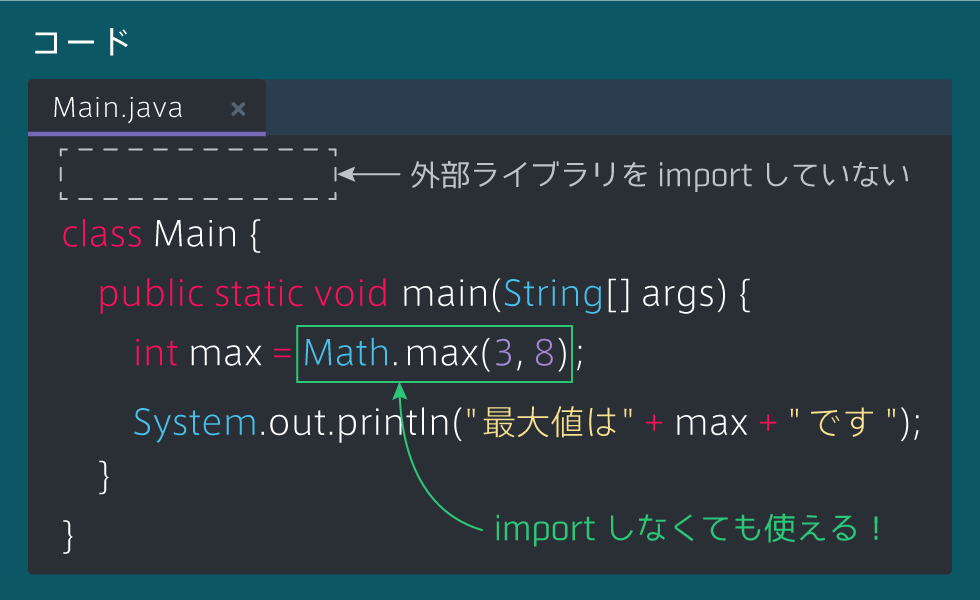 コード
Main.java ×
外部ライブラリを import していない
class Main {
public static void main(String[] args) {
int max = Math.max(3, 8);
System.out.println("最大値は" + max + "です");
}
import しなくても使える！
}